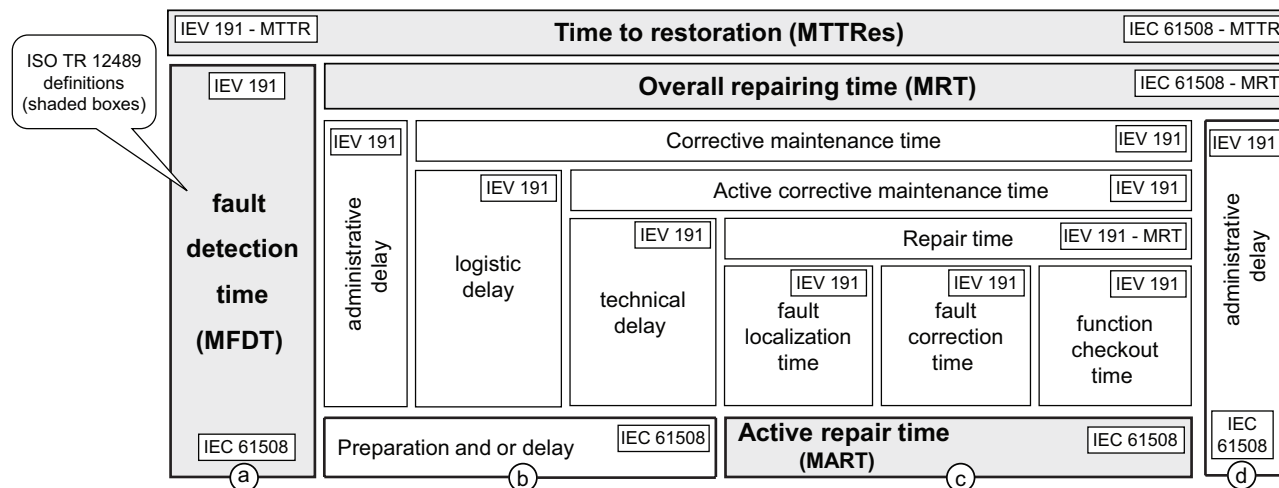 IEV 191 - MTTR
Time to restoration (MTTRes)
IEC 61508 - MTTR
ISO TR 12489
definitions
(shaded boxes)
IEV 191
fault
detection
time
(MFDT)
IEC 61508
a
Overall repairing time (MRT)
IEC 61508 - MRT
IEV 191
administrative
delay
Corrective maintenance time
IEV 191
IEV 191
logistic
delay
Active corrective maintenance time
IEV 191
IEV 191
technical
delay
Repair time
IEV 191 - MRT
IEV 191
fault
localization
time
IEV 191
fault
correction
time
IEV 191
function
checkout
time
IEV 191
administrative
delay
IEC
61508
d
Preparation and or delay
IEC 61508
b
Active repair time
(MART)
IEC 61508
c